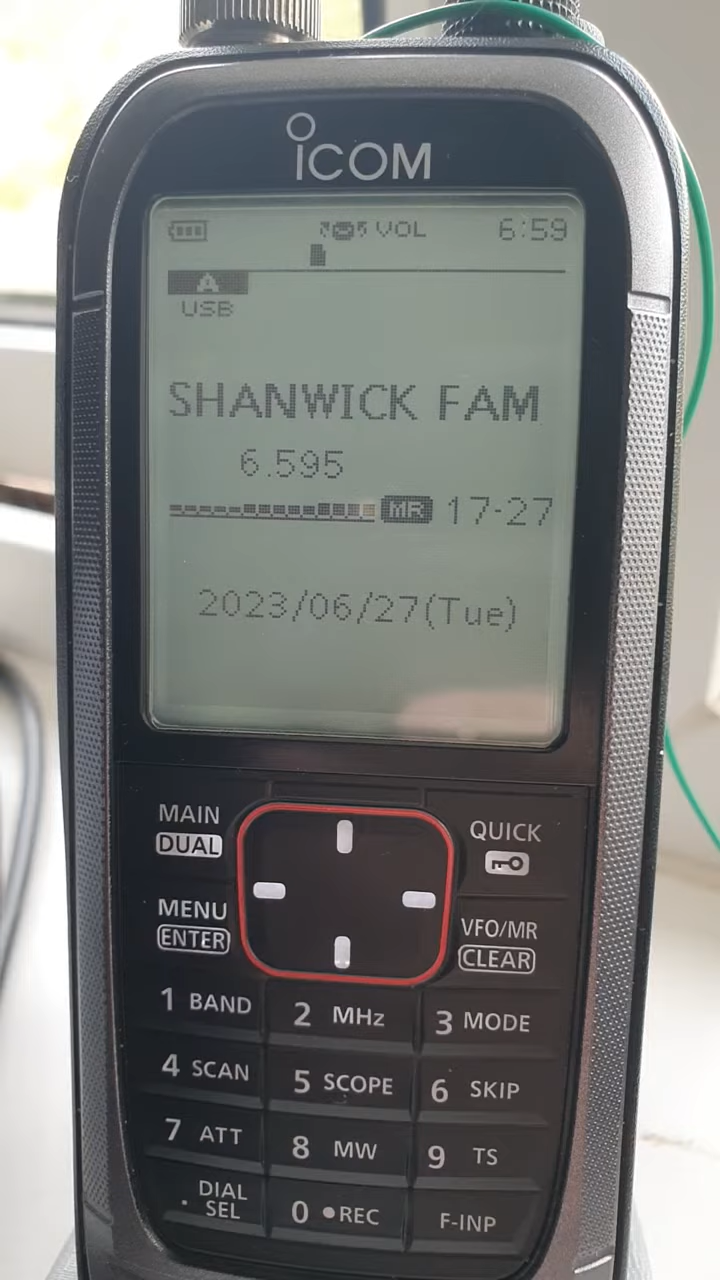 ICOM
VOL 6:59
A
USB
SHANWICK FAM
6.595
MR 17-27
2023/06/27(Tue)
MAIN
DUAL
QUICK
MENU
ENTER
VFO/MR
CLEAR
1 BAND 2 MHz 3 MODE
4 SCAN 5 SCOPE 6 SKIP
7 ATT 8 MW 9 TS
. DIAL SEL 0 ●REC F-INP